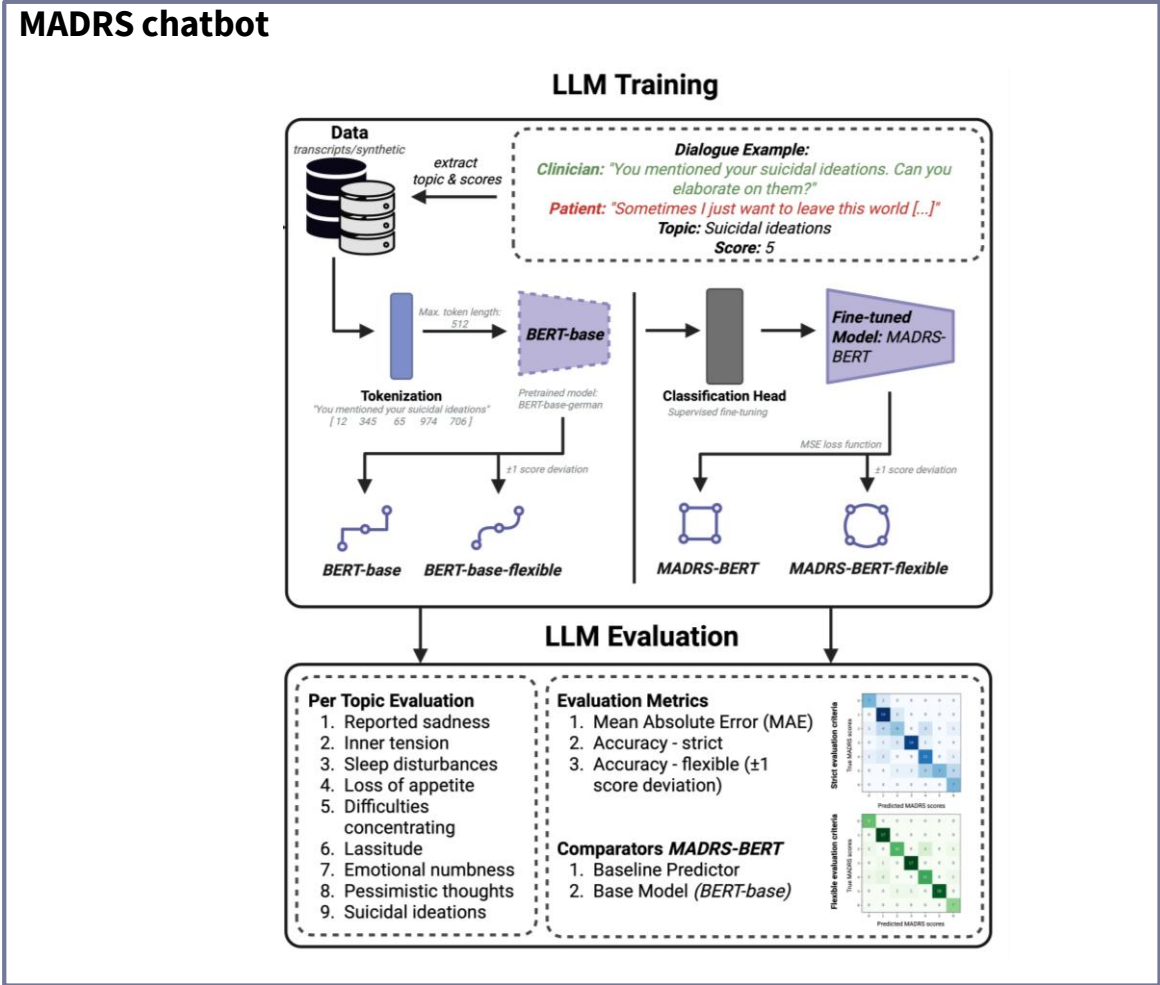 MADRS chatbot
LLM Training
Data
transcripts/synthetic
extract
topic & scores
Dialogue Example:
Clinician: "You mentioned your suicidal ideations. Can you
elaborate on them?"
Patient: "Sometimes I just want to leave this world [...]"
Topic: Suicidal ideations
Score: 5
Max. token length:
512
BERT-base
Fine-tuned
Model: MADRS-
BERT
Tokenization
"You mentioned your suicidal ideations"
[ 12 345 65 974 706 ]
Pretrained model:
BERT-base-german
Classification Head
Supervised fine-tuning
±1 score deviation
MSE loss function
±1 score deviation
BERT-base
BERT-base-flexible
MADRS-BERT
MADRS-BERT-flexible
LLM Evaluation
Per Topic Evaluation
1. Reported sadness
2. Inner tension
3. Sleep disturbances
4. Loss of appetite
5. Difficulties
concentrating
6. Lassitude
7. Emotional numbness
8. Pessimistic thoughts
9. Suicidal ideations
Evaluation Metrics
1. Mean Absolute Error (MAE)
2. Accuracy - strict
3. Accuracy - flexible (±1
score deviation)
Comparators MADRS-BERT
1. Baseline Predictor
2. Base Model (BERT-base)
Strict evaluation criteria
True MADRS scores
Predicted MADRS scores
Flexible evaluation criteria
True MADRS scores
Predicted MADRS scores